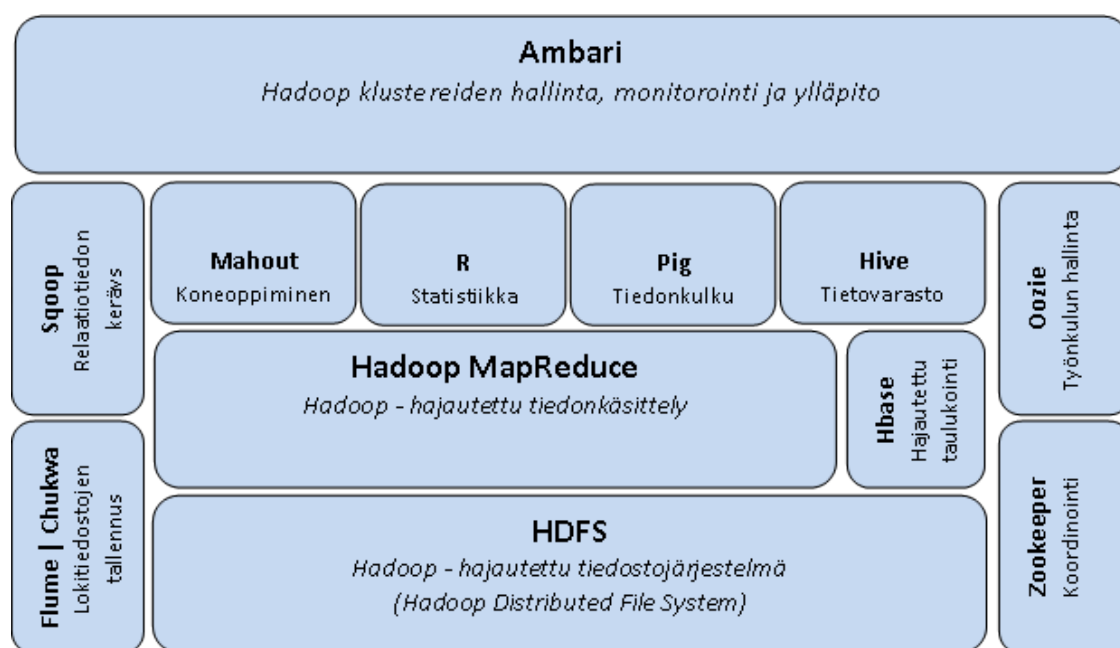 Ambari
Hadoop klustereiden hallinta, monitorointi ja ylläpito
Sqoop
Relaatiotiedon
keräys
Mahout
Koneoppiminen
R
Statistiikka
Pig
Tiedonkulku
Hive
Tietovarasto
Oozie
Työnkulun hallinta
Hadoop MapReduce
Hadoop - hajautettu tiedonkäsittely
Hbase
Hajautettu
taulukointi
Flume | Chukwa
Lokitiedostojen
tallennus
HDFS
Hadoop - hajautettu tiedostojärjestelmä
(Hadoop Distributed File System)
Zookeeper
Koordinointi